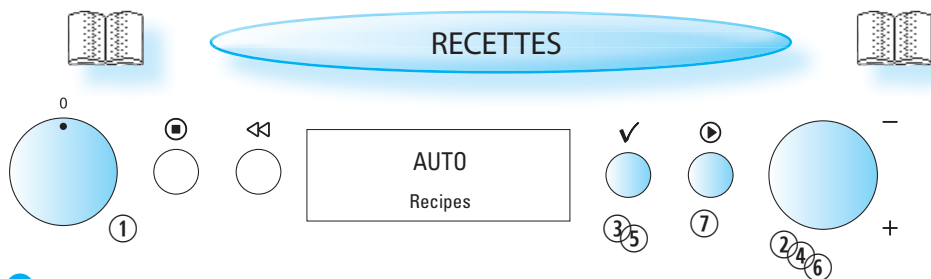 RECETTES
0
AUTO
Recipes
−
+
1
3 5
7
2 4 6